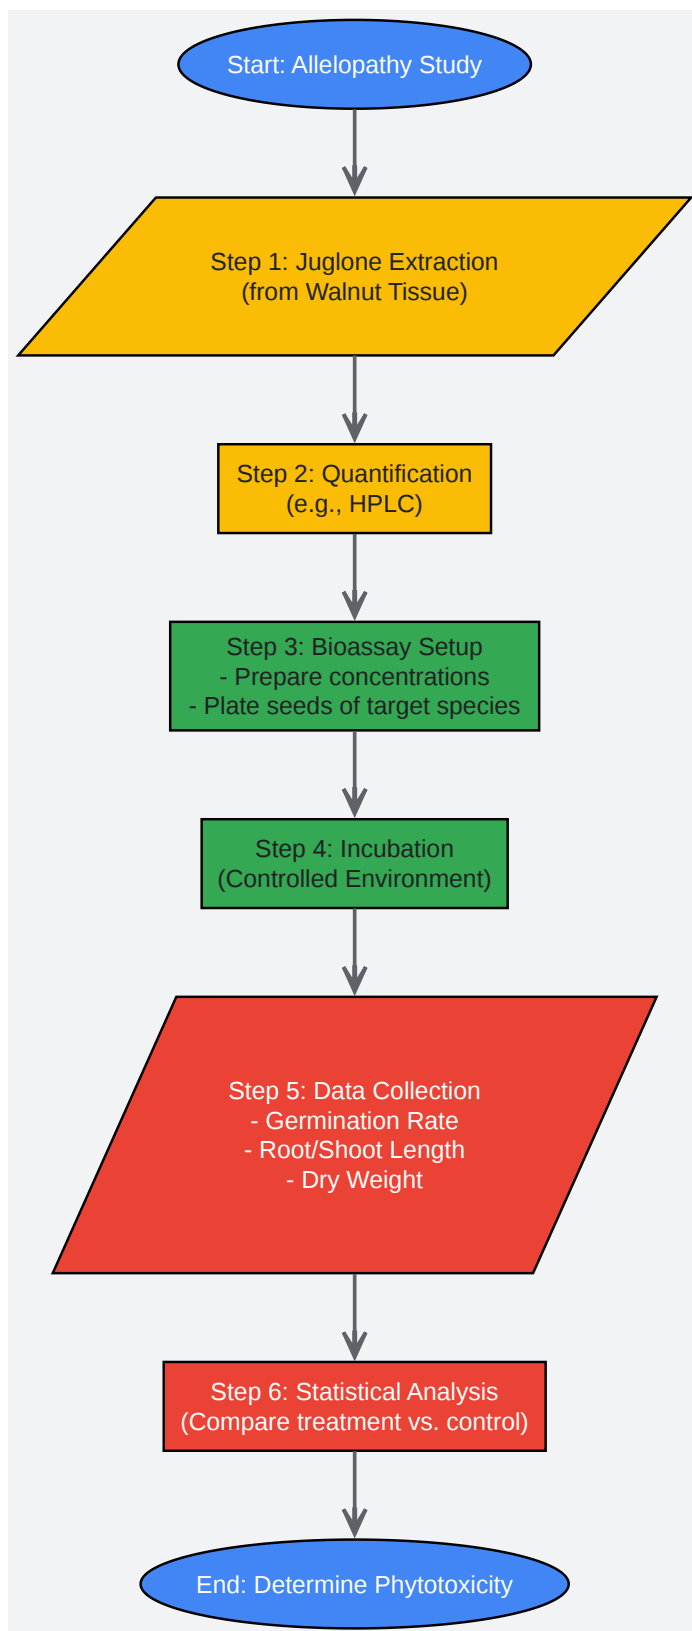 Start: Allelopathy Study
Step 1: Juglone Extraction
(from Walnut Tissue)
Step 2: Quantification
(e.g., HPLC)
Step 3: Bioassay Setup
- Prepare concentrations
- Plate seeds of target species
Step 4: Incubation
(Controlled Environment)
Step 5: Data Collection
- Germination Rate
- Root/Shoot Length
- Dry Weight
Step 6: Statistical Analysis
(Compare treatment vs. control)
End: Determine Phytotoxicity